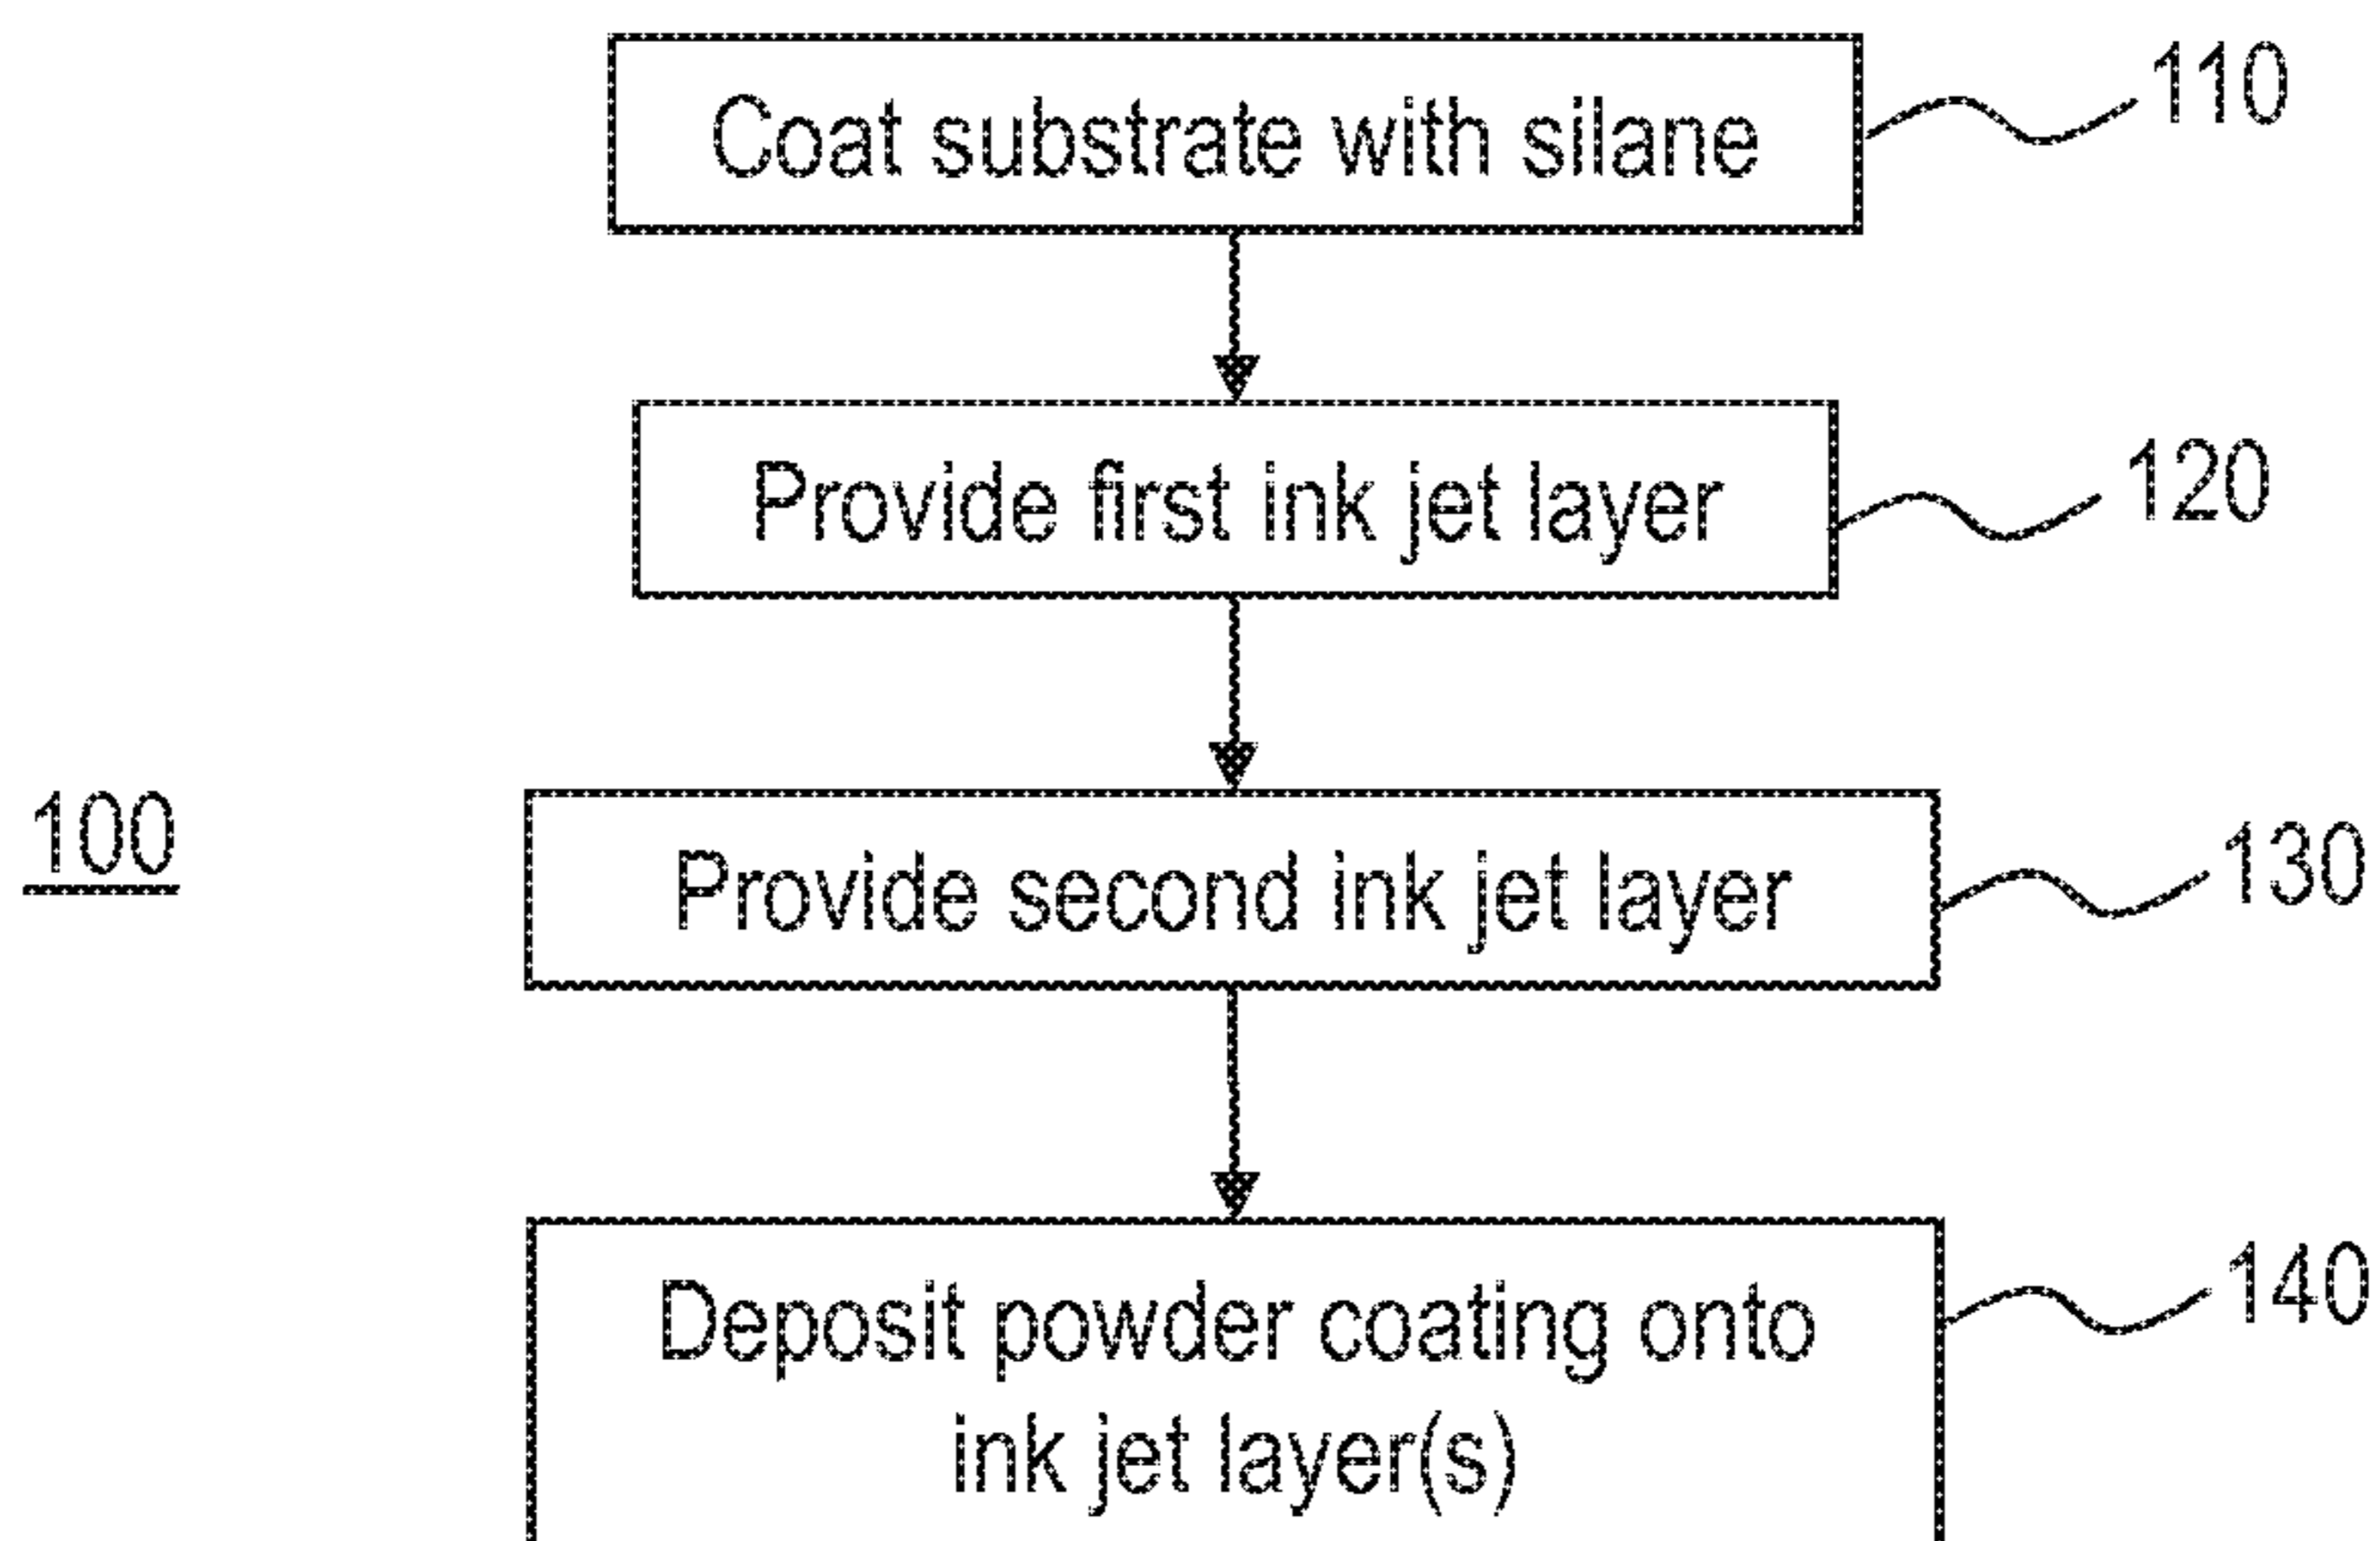 Coat substrate with silane
110
Provide first ink jet layer
120
100
Provide second ink jet layer
130
Deposit powder coating onto
ink jet layer(s)
140